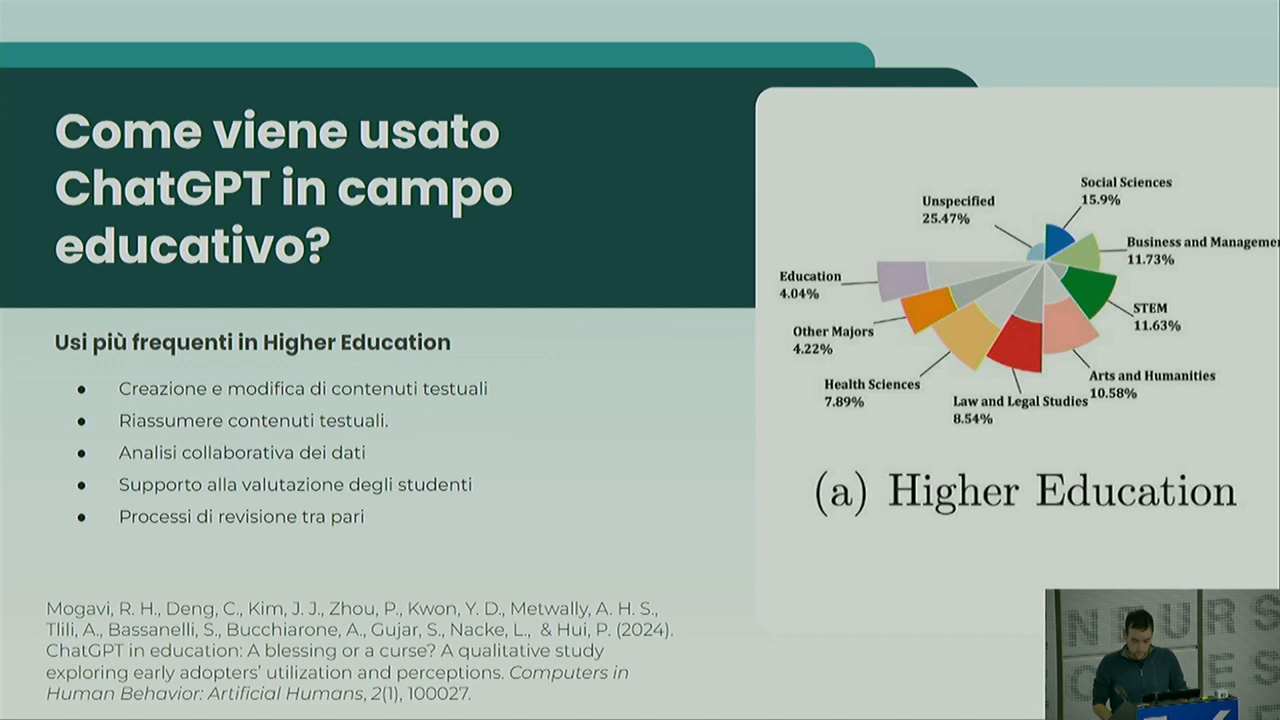 Come viene usato
ChatGPT in campo
educativo?
Usi più frequenti in Higher Education
Creazione e modifica di contenuti testuali
Riassumere contenuti testuali.
Analisi collaborativa dei dati
Supporto alla valutazione degli studenti
Processi di revisione tra pari
Mogavi, R. H., Deng, C., Kim, J. J., Zhou, P., Kwon, Y. D., Metwally, A. H. S.,
Tlili, A., Bassanelli, S., Bucchiarone, A., Gujar, S., Nacke, L., & Hui, P. (2024).
ChatGPT in education: A blessing or a curse? A qualitative study
exploring early adopters' utilization and perceptions. Computers in
Human Behavior: Artificial Humans, 2(1), 100027.
Social Sciences
15.9%
Unspecified
25.47%
Business and Manageme
11.73%
Education
4.04%
STEM
11.63%
Other Majors
4.22%
Arts and Humanities
10.58%
Health Sciences
7.89%
Law and Legal Studies
8.54%
(a) Higher Education